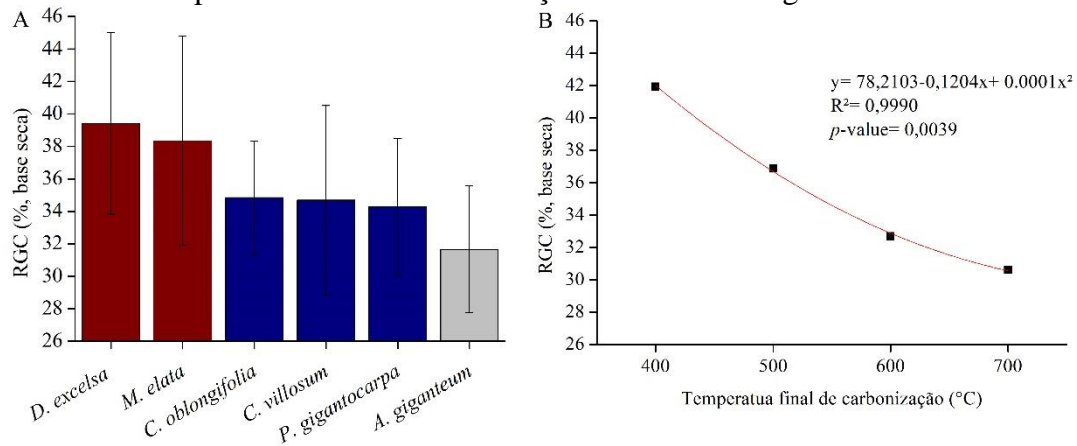 A
RGC (%, base seca)
46
44
42
40
38
36
34
32
30
28
26
D. excelsa
M. elata
C. oblongifolia
C. villosum
P. gigantocarpa
A. giganteum
B
RGC (%, base seca)
46
44
42
40
38
36
34
32
30
28
26
y= 78,2103-0,1204x+ 0.0001x²
R²= 0,9990
p-value= 0,0039
400
500
600
700
Temperatua final de carbonização (°C)